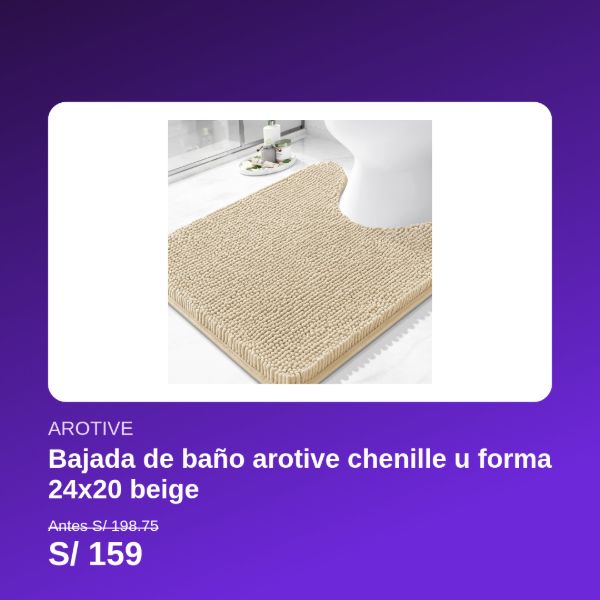 AROTIVE
Bajada de baño arotive chenille u forma
24x20 beige
Antes S/ 198.75
S/ 159